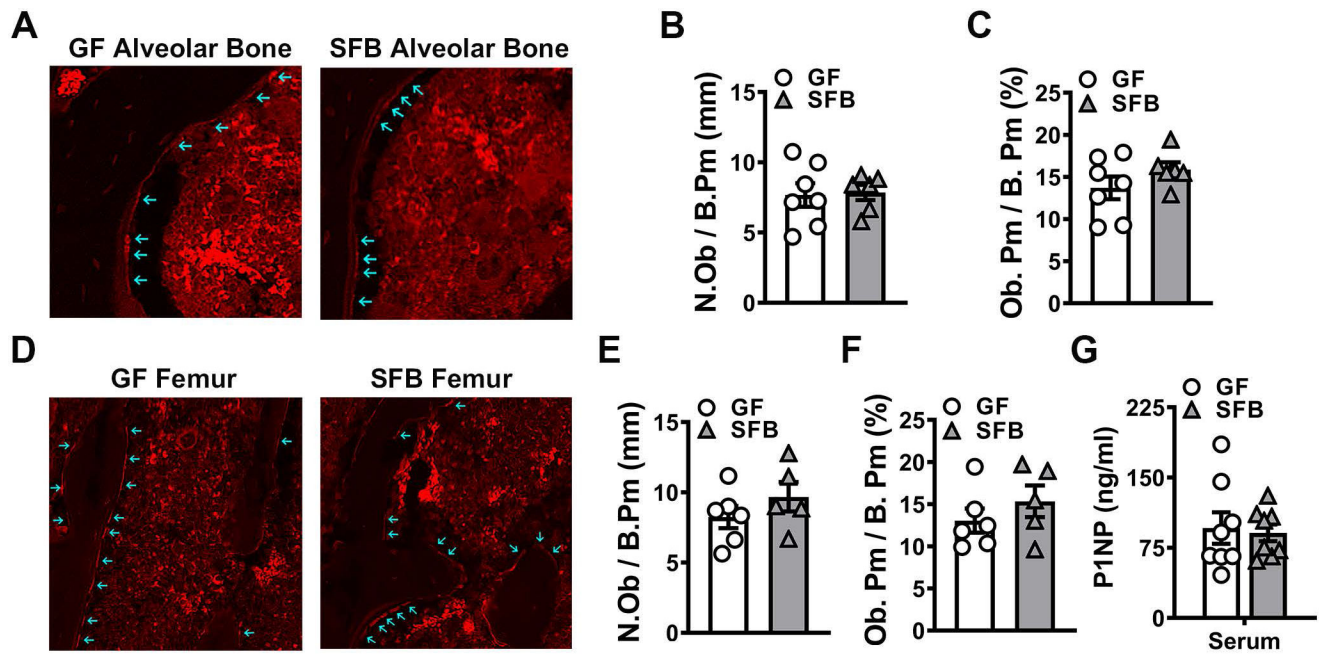 A
GF Alveolar Bone
SFB Alveolar Bone
B
GF
SFB
N.Ob / B.Pm (mm)
15
10
5
0
C
GF
SFB
Ob. Pm / B. Pm (%)
25
20
15
10
5
0
D
GF Femur
SFB Femur
E
GF
SFB
N.Ob / B.Pm (mm)
15
10
5
0
F
GF
SFB
Ob. Pm / B. Pm (%)
25
20
15
10
5
0
G
GF
SFB
P1NP (ng/ml)
225
150
75
0
Serum